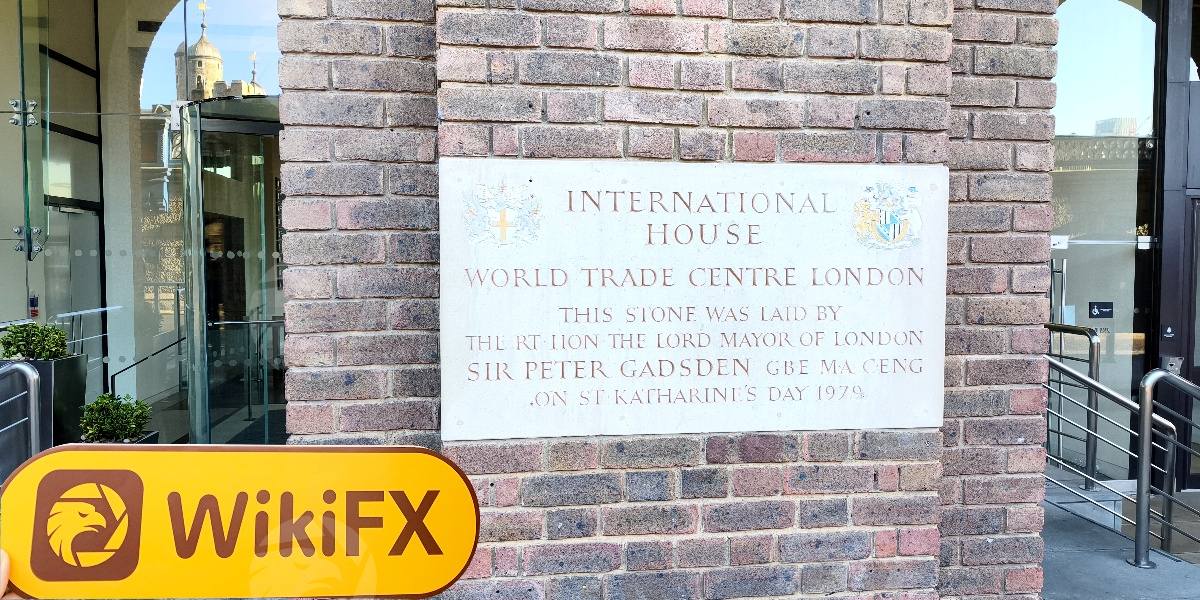 INTERNATIONAL
HOUSE
WORLD TRADE CENTRE LONDON
THIS STONE WAS LAID BY
THE RT HON THE LORD MAYOR OF LONDON
SIR PETER GADSDEN GBE MA CENG
ON ST KATHARINE'S DAY 1979
WikiFX